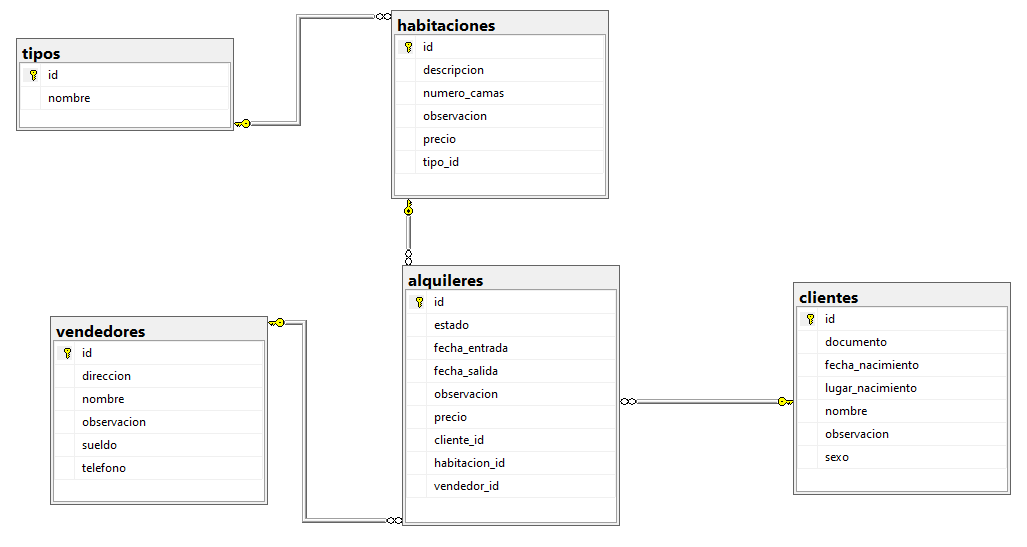 tipos
id
nombre
habitaciones
id
descripcion
numero_camas
observacion
precio
tipo_id
vendedores
id
direccion
nombre
observacion
sueldo
telefono
alquileres
id
estado
fecha_entrada
fecha_salida
observacion
precio
cliente_id
habitacion_id
vendedor_id
clientes
id
documento
fecha_nacimiento
lugar_nacimiento
nombre
observacion
sexo